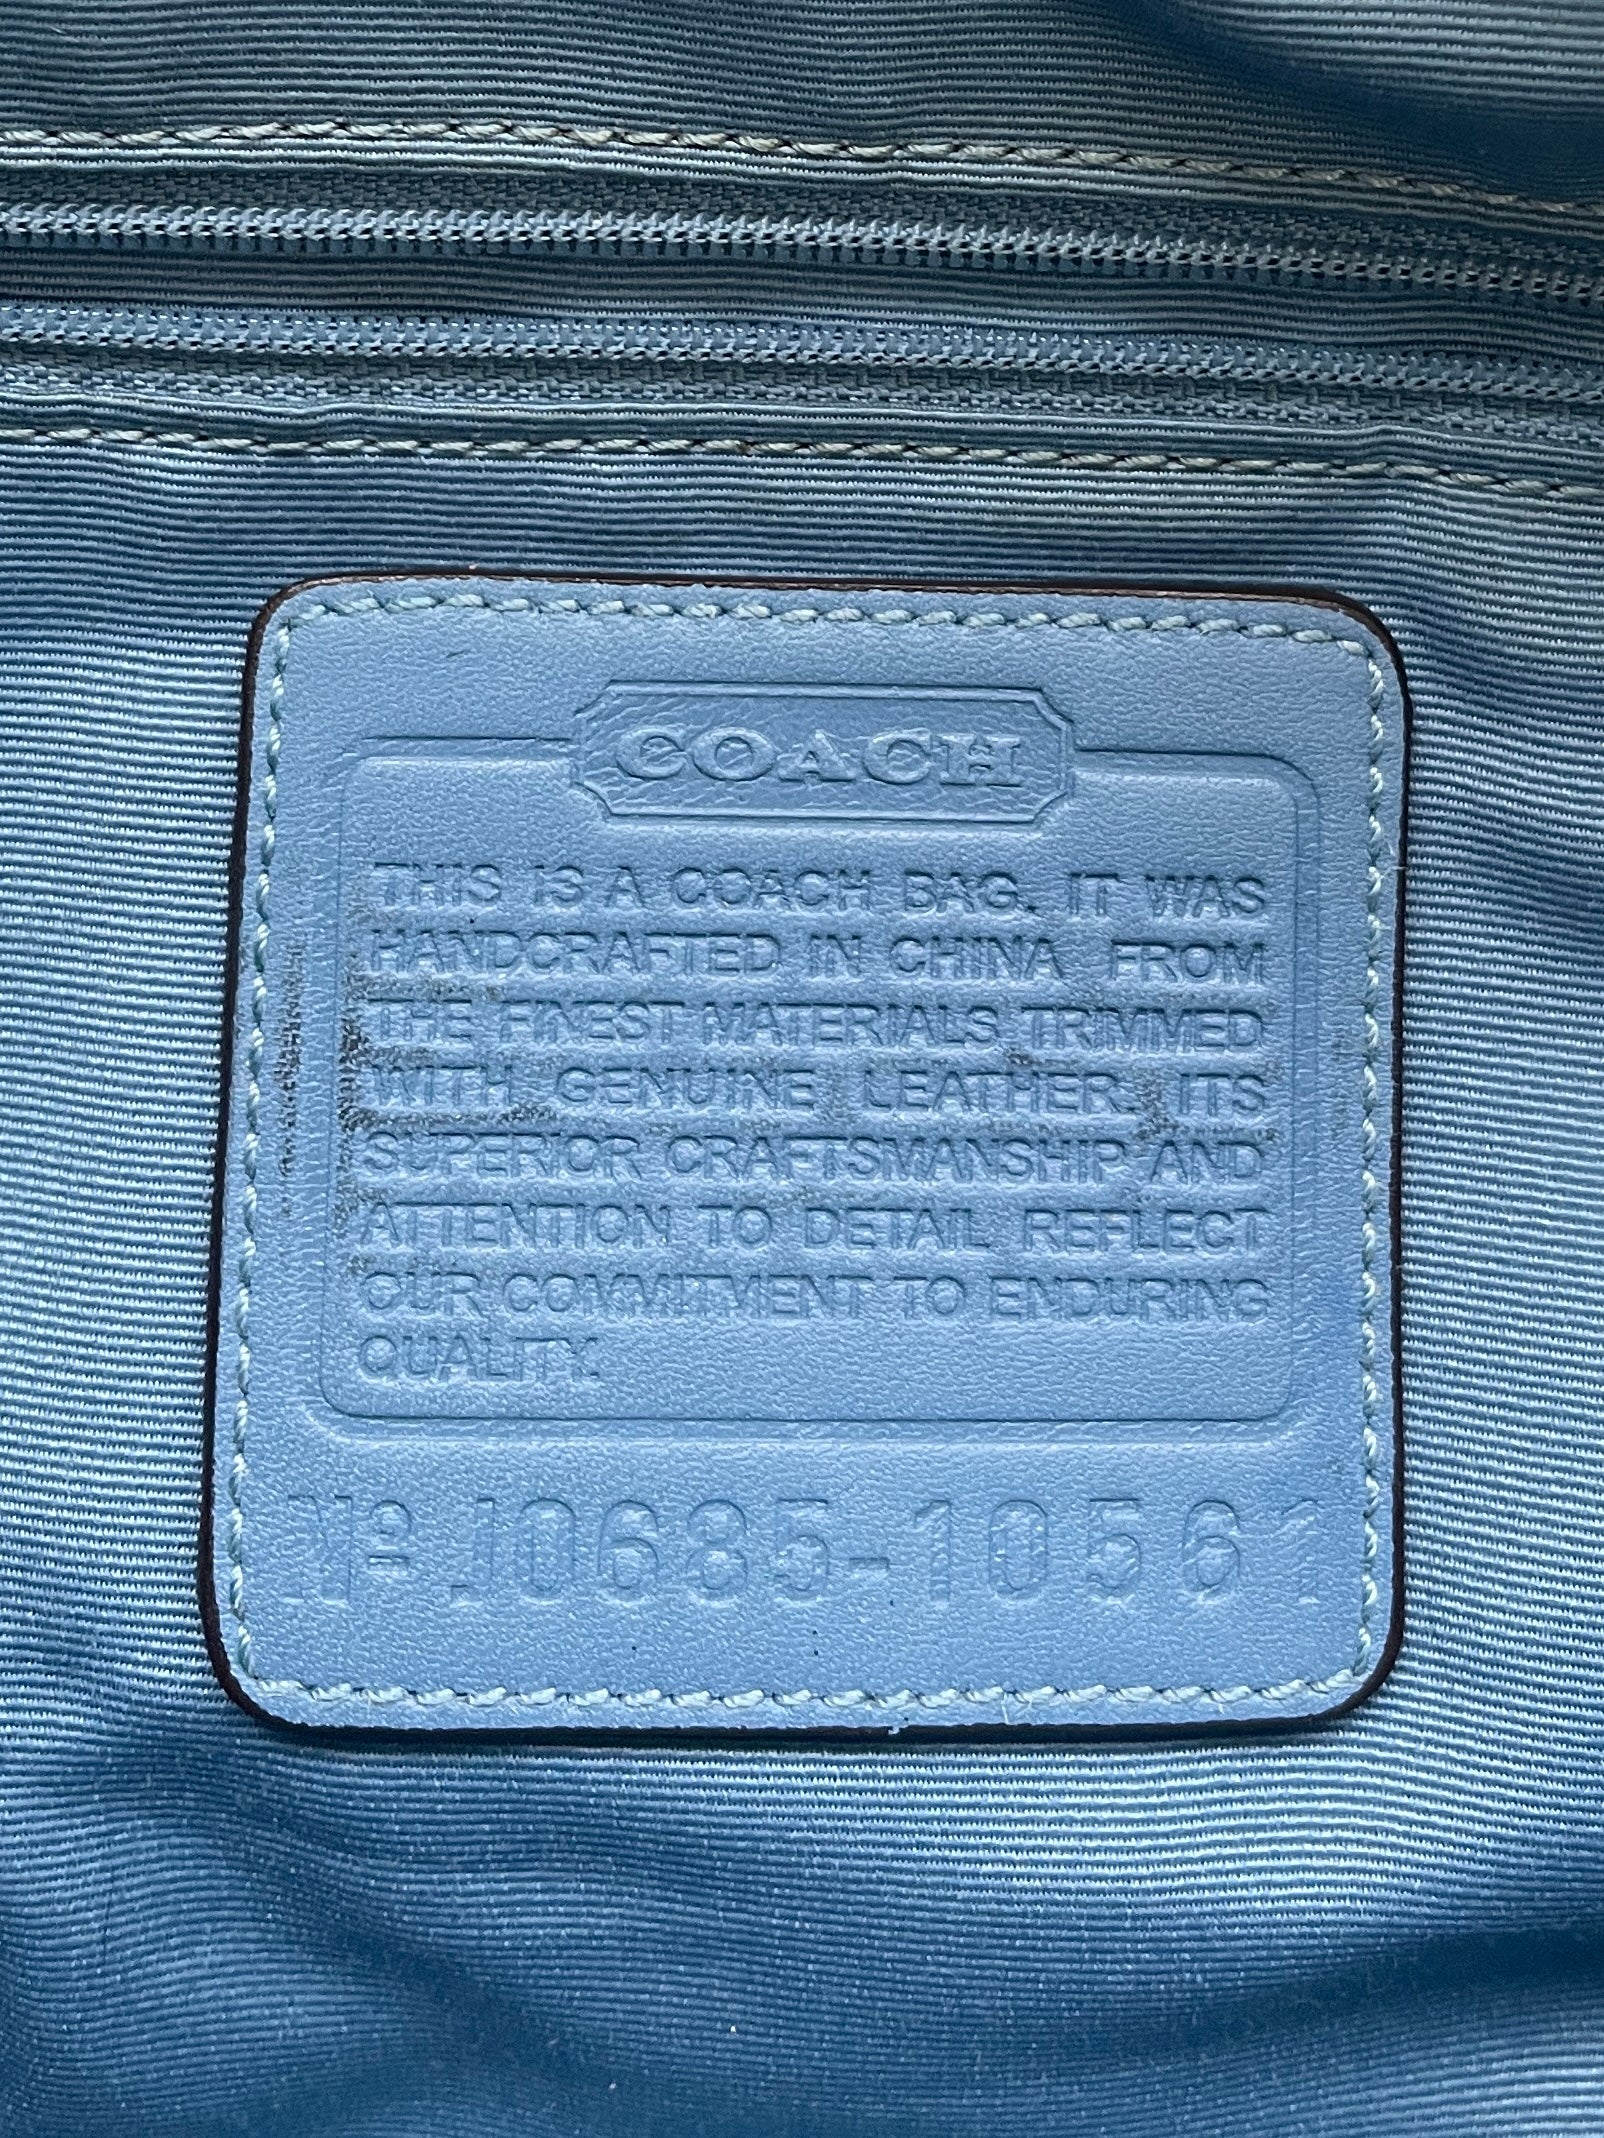 COACH
THIS IS A COACH BAG. IT WAS
HANDCRAFTED IN CHINA FROM
THE FINEST MATERIALS TRIMMED
WITH GENUINE LEATHER. ITS
SUPERIOR CRAFTSMANSHIP AND
ATTENTION TO DETAIL REFLECT
OUR COMMITMENT TO ENDURING
QUALITY.
Nº J0685-10561